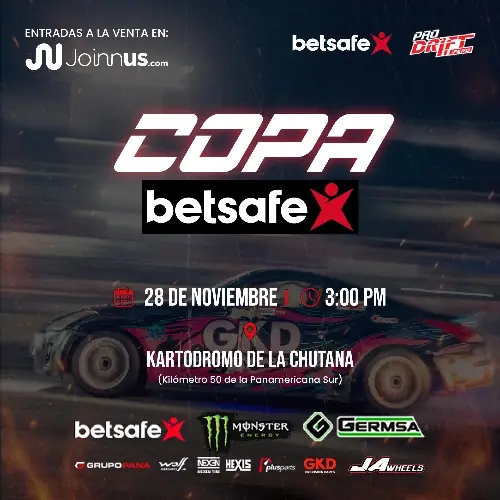 ENTRADAS A LA VENTA EN:
Joinnus.com
betsafe
PRO DRIFT
COPA
betsafe
28 DE NOVIEMBRE
3:00 PM
GKD
KARTODROMO DE LA CHUTANA
(Kilómetro 50 de la Panamericana Sur)
betsafe
MONSTER ENERGY
GERMSA
GRUPOPANA
NEXEN
HEXIS
plusparts
GKD
JA WHEELS